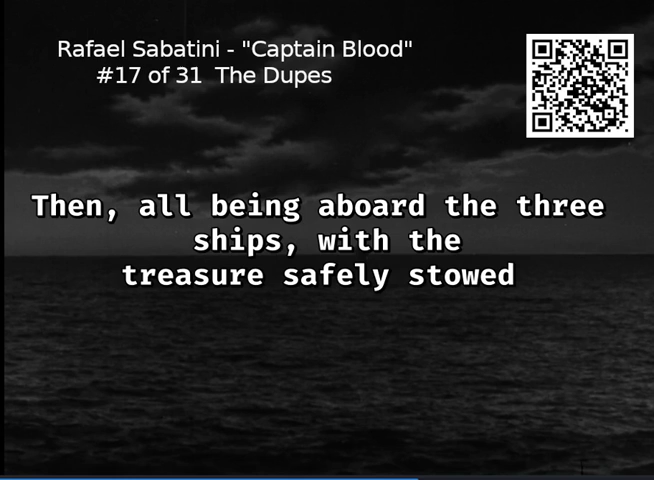 Rafael Sabatini - "Captain Blood"
#17 of 31  The Dupes
Then, all being aboard the three
ships, with the
treasure safely stowed